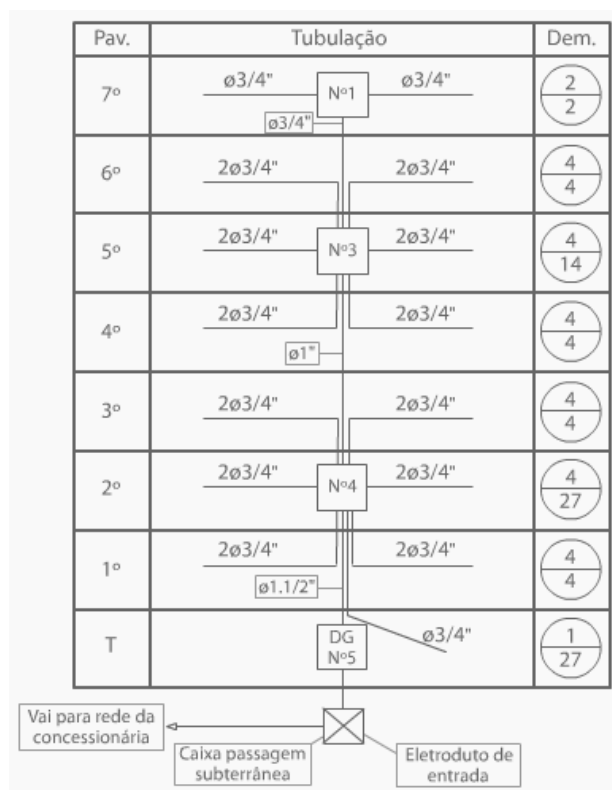 Pav. Tubulação Dem.
7º ø3/4" Nº1 ø3/4" 2
2
ø3/4"
6º 2ø3/4" 2ø3/4" 4
4
5º 2ø3/4" Nº3 2ø3/4" 4
14
4º 2ø3/4" 2ø3/4" 4
4
ø1"
3º 2ø3/4" 2ø3/4" 4
4
2º 2ø3/4" Nº4 2ø3/4" 4
27
1º 2ø3/4" 2ø3/4" 4
4
ø1.1/2"
T DG ø3/4" 1
Nº5 27
Vai para rede da
concessionária
Caixa passagem
subterrânea
Eletroduto de
entrada